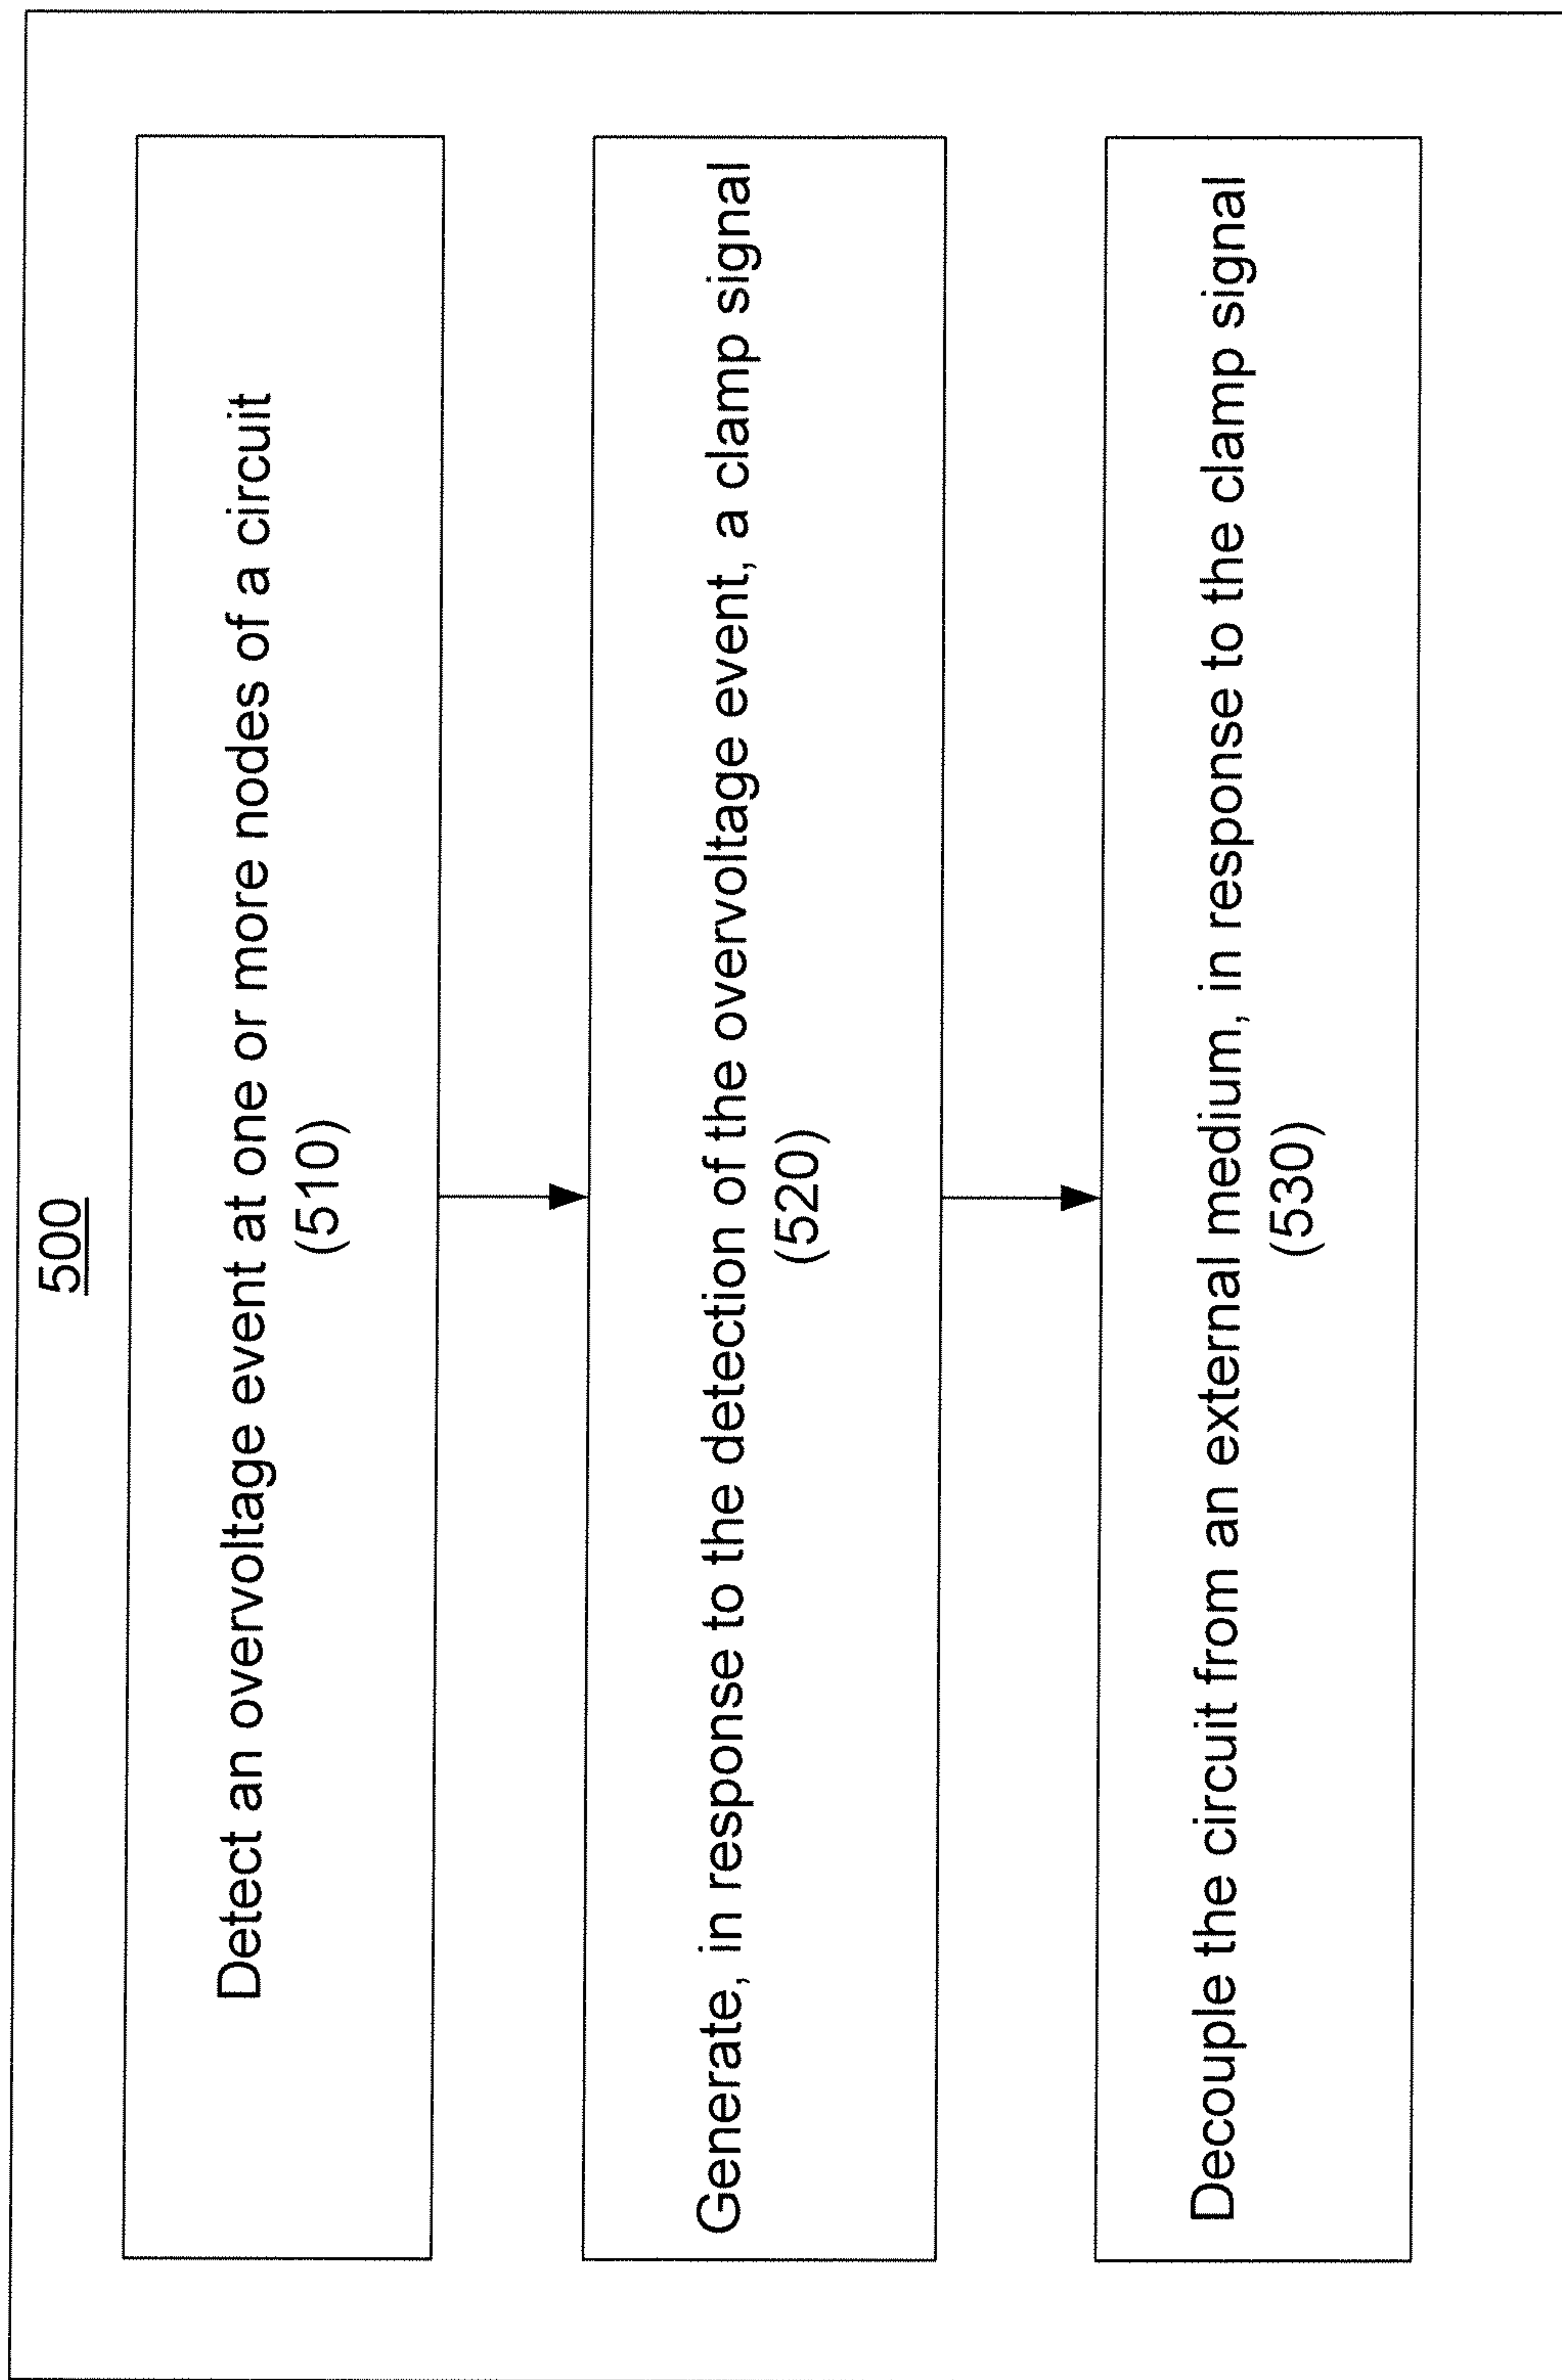 500
Detect an overvoltage event at one or more nodes of a circuit
(510)
Generate, in response to the detection of the overvoltage event, a clamp signal
(520)
Decouple the circuit from an external medium, in response to the clamp signal
(530)